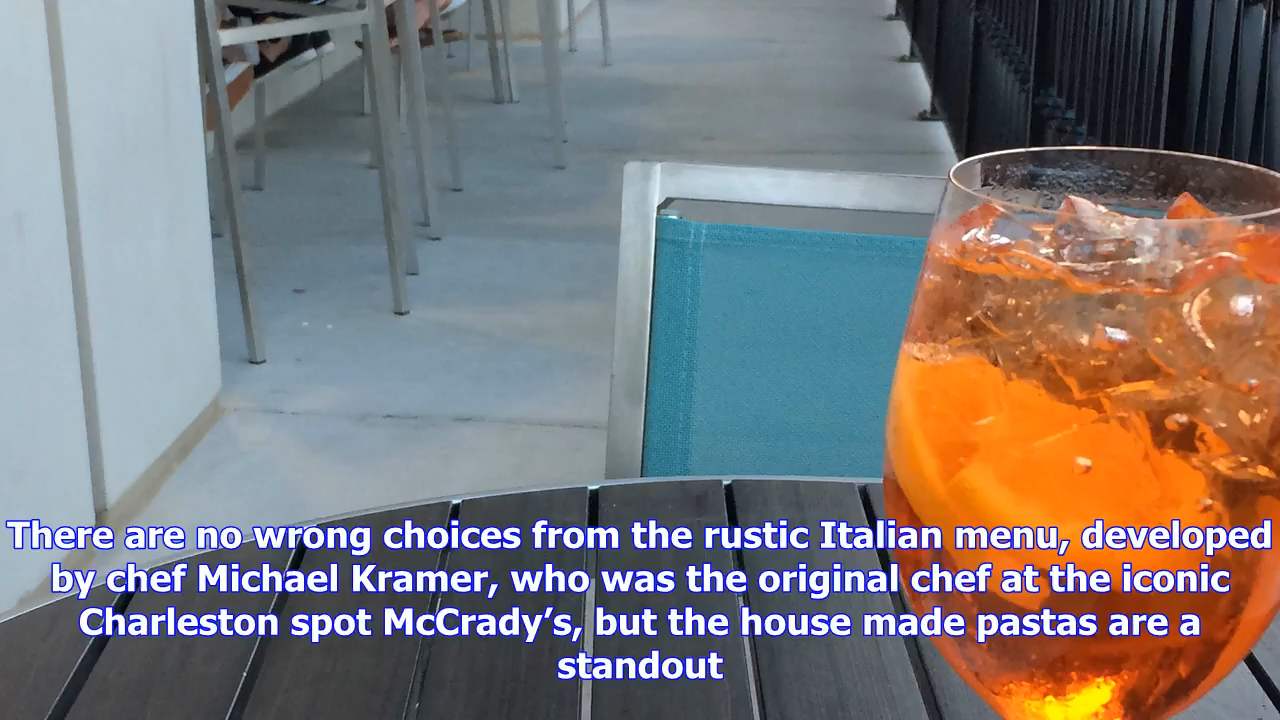 There are no wrong choices from the rustic Italian menu, developed
by chef Michael Kramer, who was the original chef at the iconic
Charleston spot McCrady’s, but the house made pastas are a
standout